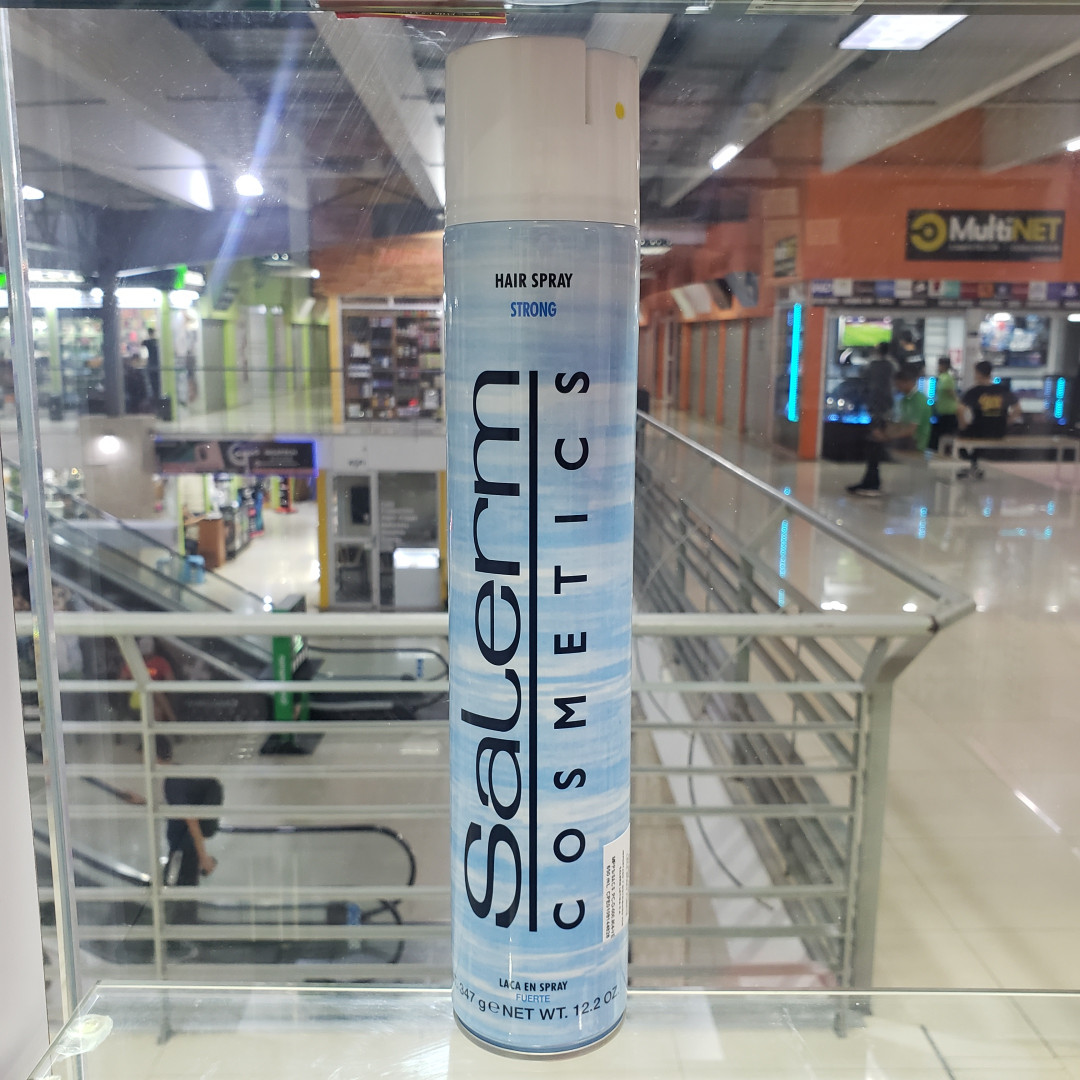 HAIR SPRAY
STRONG
Salerm
COSMETICS
LACA EN SPRAY
FUERTE
347 g e NET WT. 12.2 OZ
MultiNET